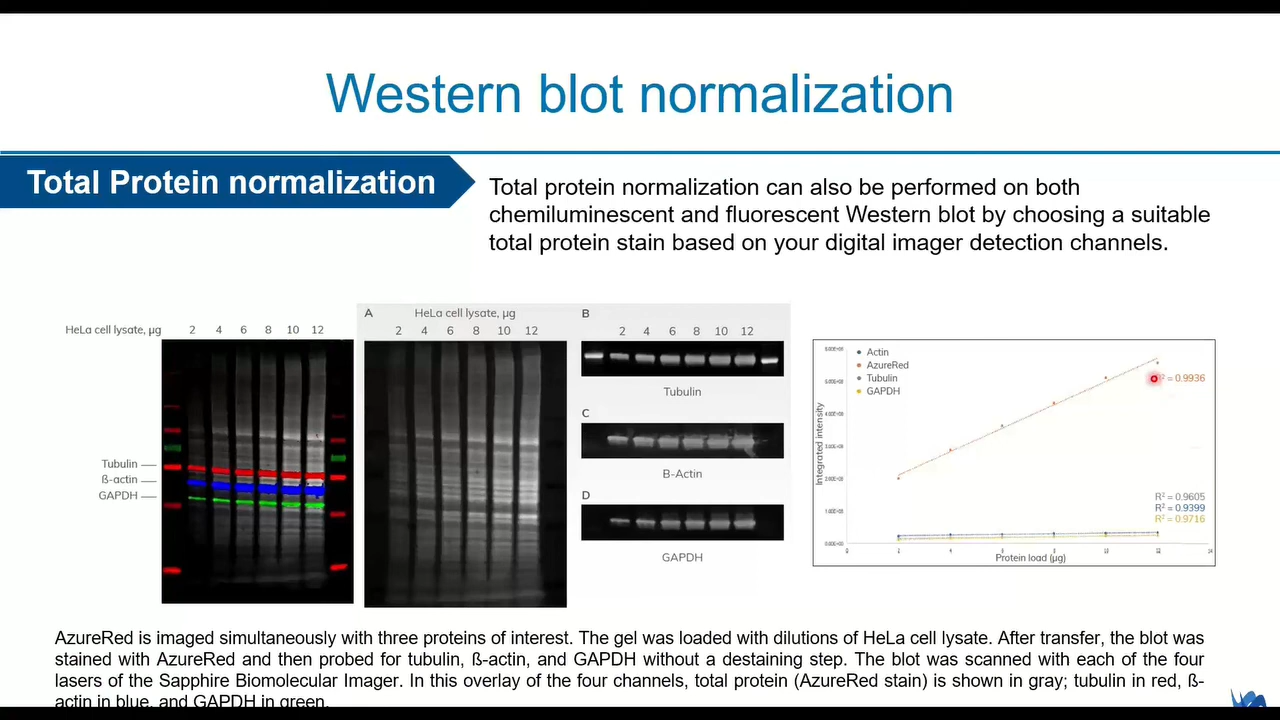 Western blot normalization
Total Protein normalization
Total protein normalization can also be performed on both
chemiluminescent and fluorescent Western blot by choosing a suitable
total protein stain based on your digital imager detection channels.
HeLa cell lysate, µg 2 4 6 8 10 12
Tubulin
ß-actin
GAPDH
A HeLa cell lysate, µg
2 4 6 8 10 12
B
2 4 6 8 10 12
Tubulin
C
B-Actin
D
GAPDH
Actin
AzureRed
Tubulin
GAPDH
R² = 0.9936
R² = 0.9605
R² = 0.9399
R² = 0.9716
Integrated intensity
Protein load (µg)
AzureRed is imaged simultaneously with three proteins of interest. The gel was loaded with dilutions of HeLa cell lysate. After transfer, the blot was
stained with AzureRed and then probed for tubulin, ß-actin, and GAPDH without a destaining step. The blot was scanned with each of the four
lasers of the Sapphire Biomolecular Imager. In this overlay of the four channels, total protein (AzureRed stain) is shown in gray; tubulin in red, ß-
actin in blue, and GAPDH in green.